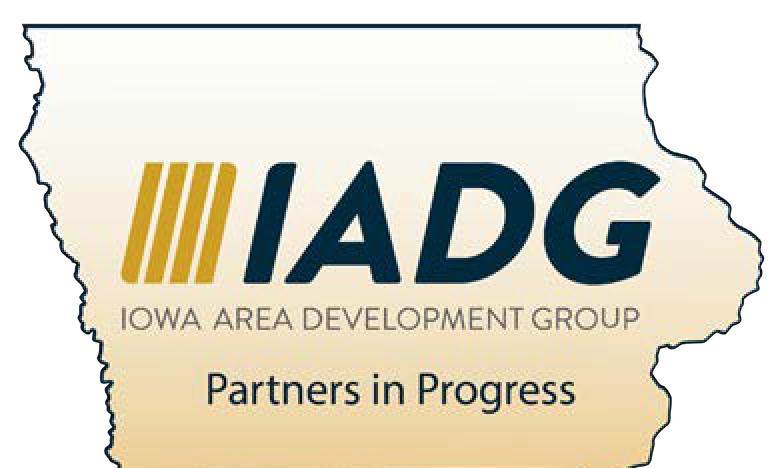 IADG
IOWA AREA DEVELOPMENT GROUP
Partners in Progress